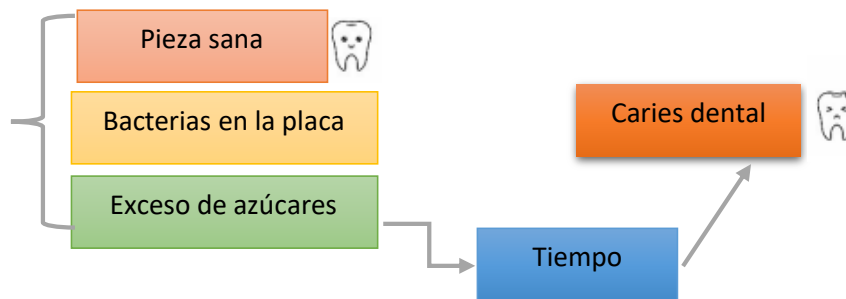 Pieza sana
Bacterias en la placa
Exceso de azúcares
Tiempo
Caries dental